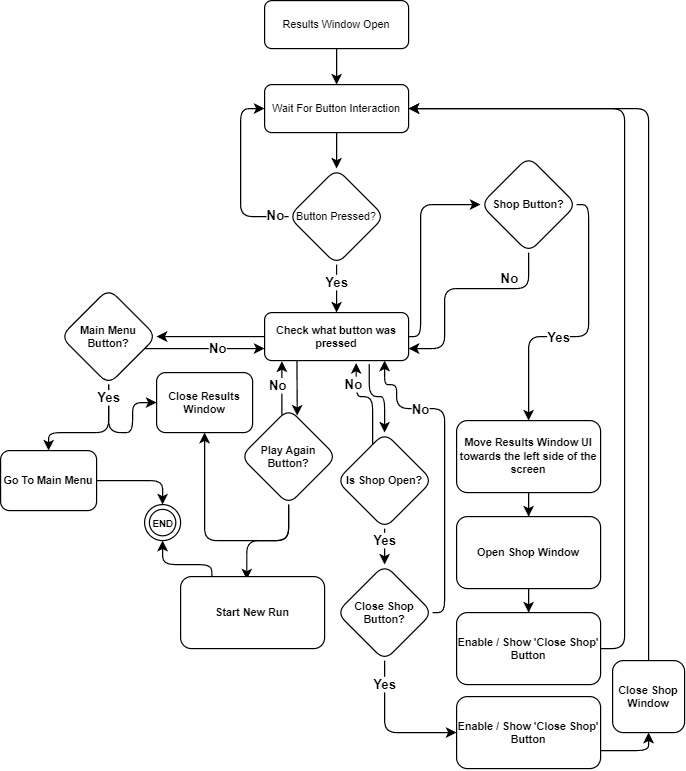 Results Window Open
Wait For Button Interaction
Button Pressed?
No
Yes
Shop Button?
No
Yes
Check what button was
pressed
Main Menu
Button?
No
Yes
Close Results
Window
Go To Main Menu
END
No
Play Again
Button?
Start New Run
No
Is Shop Open?
Yes
No
Close Shop
Button?
Yes
Move Results Window UI
towards the left side of the
screen
Open Shop Window
Enable / Show 'Close Shop'
Button
Enable / Show 'Close Shop'
Button
Close Shop
Window